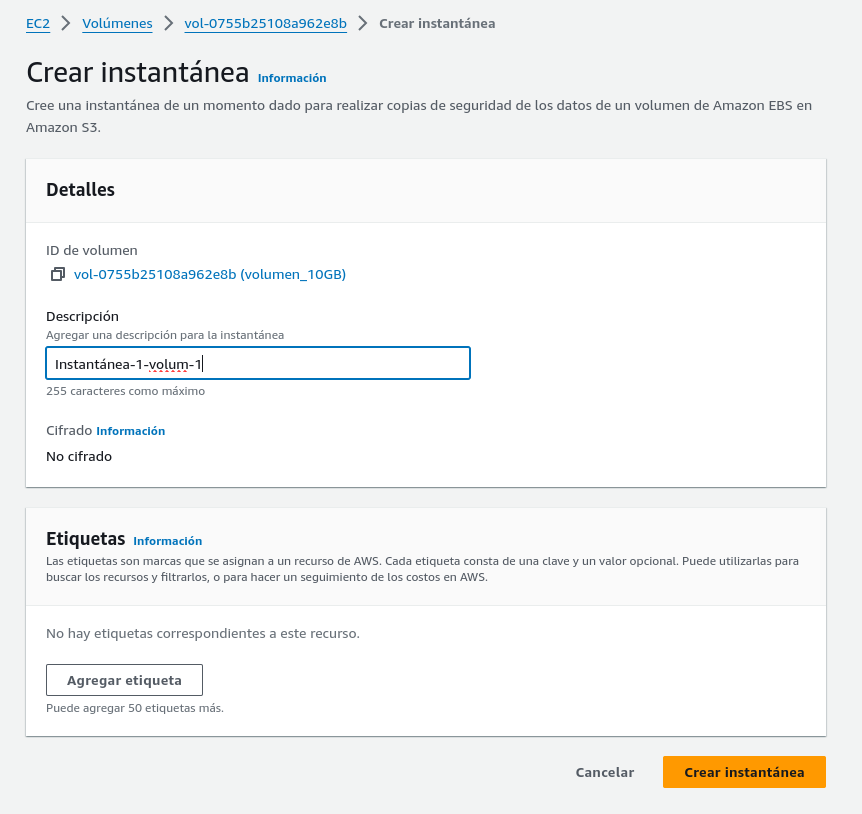 EC2 > Volúmenes > vol-0755b25108a962e8b > Crear instantánea
Crear instantánea Información
Cree una instantánea de un momento dado para realizar copias de seguridad de los datos de un volumen de Amazon EBS en
Amazon S3.
Detalles
ID de volumen
vol-0755b25108a962e8b (volumen_10GB)
Descripción
Agregar una descripción para la instantánea
Instantánea-1-volum-1
255 caracteres como máximo
Cifrado Información
No cifrado
Etiquetas Información
Las etiquetas son marcas que se asignan a un recurso de AWS. Cada etiqueta consta de una clave y un valor opcional. Puede utilizarlas para
buscar los recursos y filtrarlos, o para hacer un seguimiento de los costos en AWS.
No hay etiquetas correspondientes a este recurso.
Agregar etiqueta
Puede agregar 50 etiquetas más.
Cancelar Crear instantánea